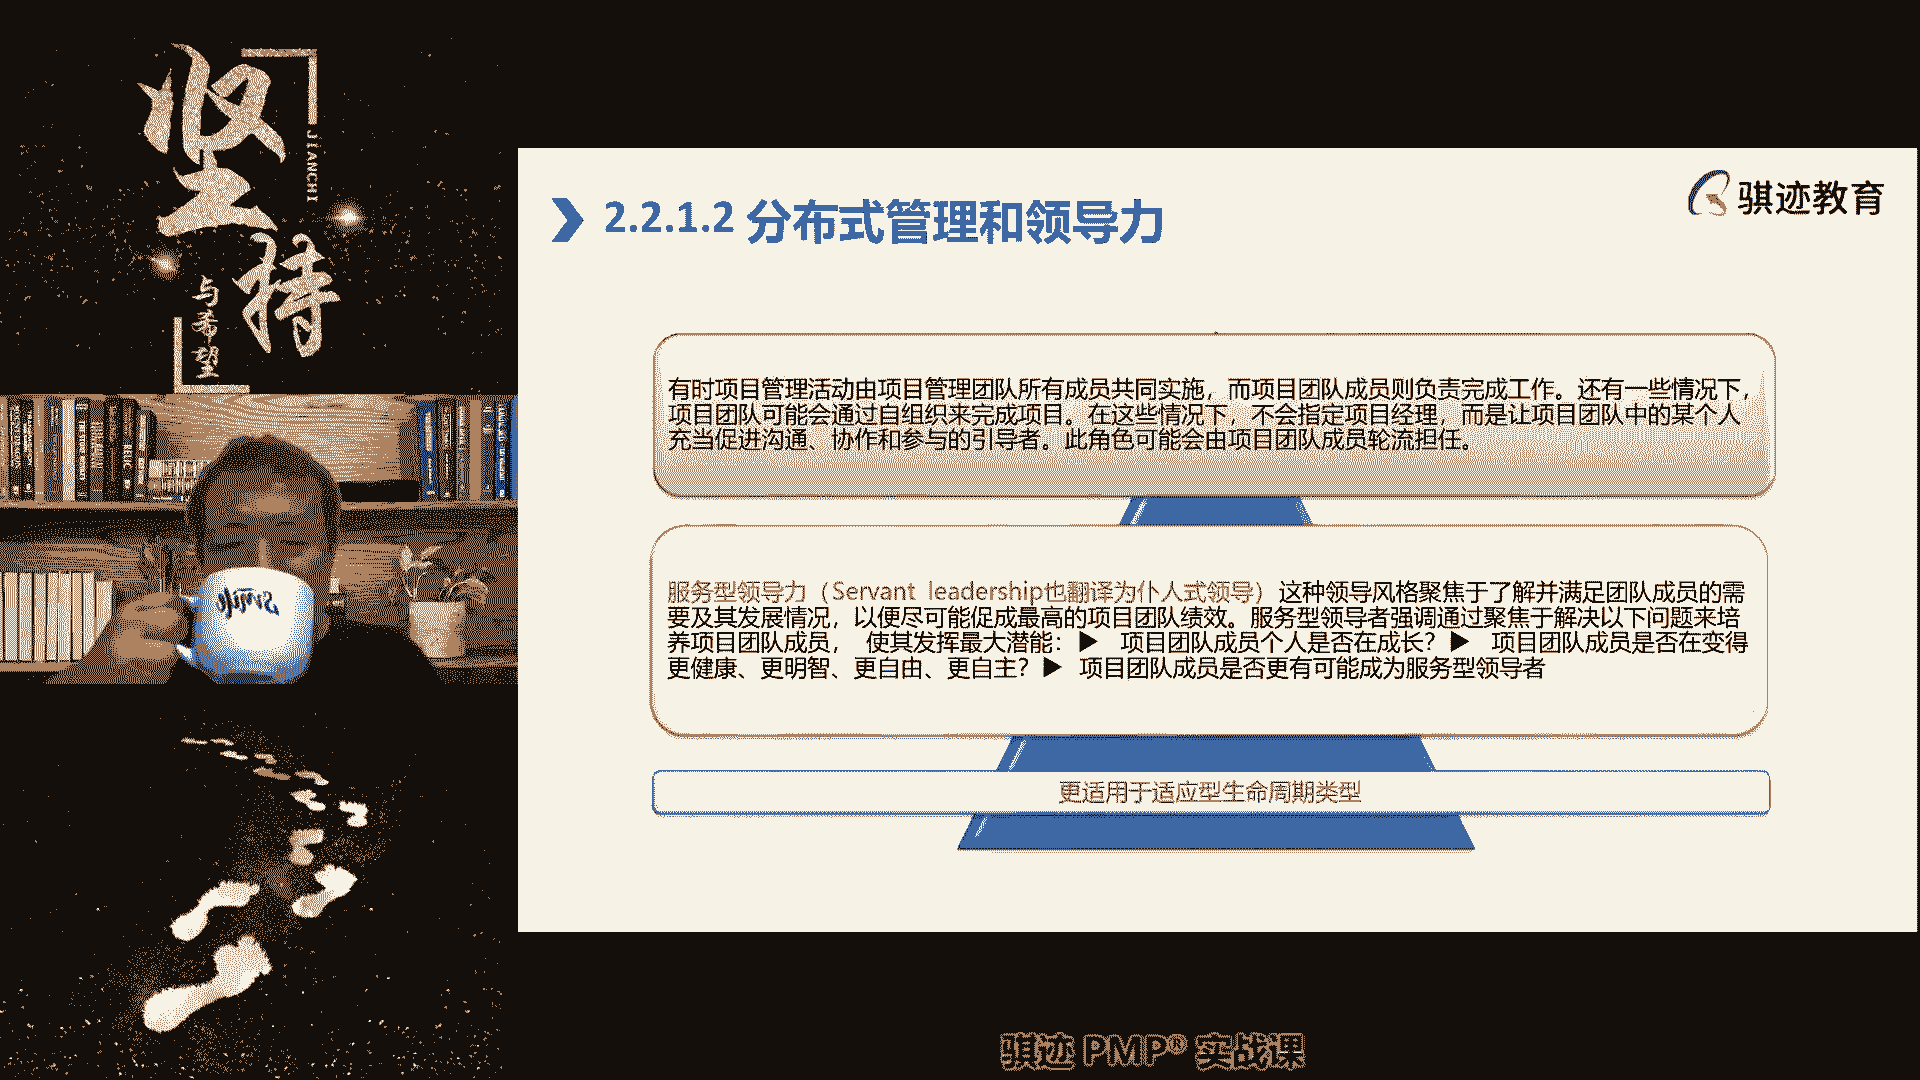 坚持
JIANCHI
与希望
Smile
骐迹教育
2.2.1.2 分布式管理和领导力
有时项目管理活动由项目管理团队所有成员共同实施，而项目团队成员则负责完成工作。还有一些情况下，
项目团队可能会通过自组织来完成项目。在这些情况下，不会指定项目经理，而是让项目团队中的某个人
充当促进沟通、协作和参与的引导者。此角色可能会由项目团队成员轮流担任。
服务型领导力（Servant leadership也翻译为仆人式领导）这种领导风格聚焦于了解并满足团队成员的需
要及其发展情况，以便尽可能促成最高的项目团队绩效。服务型领导者强调通过聚焦于解决以下问题来培
养项目团队成员， 使其发挥最大潜能：▶ 项目团队成员个人是否在成长？▶ 项目团队成员是否在变得
更健康、更明智、更自由、更自主？▶ 项目团队成员是否更有可能成为服务型领导者
更适用于适应型生命周期类型
骐迹 PMP® 实战课